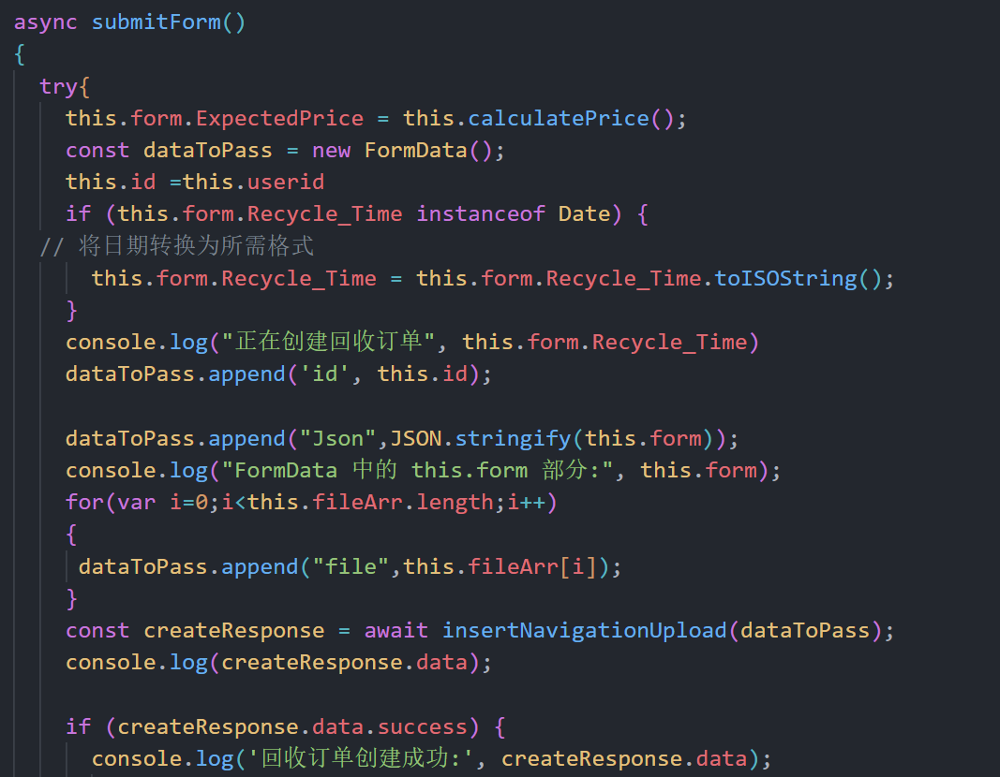 async submitForm()
{
try{
this.form.ExpectedPrice = this.calculatePrice();
const dataToPass = new FormData();
this.id =this.userid
if (this.form.Recycle_Time instanceof Date) {
// 将日期转换为所需格式
this.form.Recycle_Time = this.form.Recycle_Time.toISOString();
}
console.log("正在创建回收订单", this.form.Recycle_Time)
dataToPass.append('id', this.id);
dataToPass.append("Json",JSON.stringify(this.form));
console.log("FormData 中的 this.form 部分:", this.form);
for(var i=0;i<this.fileArr.length;i++)
{
dataToPass.append("file",this.fileArr[i]);
}
const createResponse = await insertNavigationUpload(dataToPass);
console.log(createResponse.data);
if (createResponse.data.success) {
console.log('回收订单创建成功:', createResponse.data);